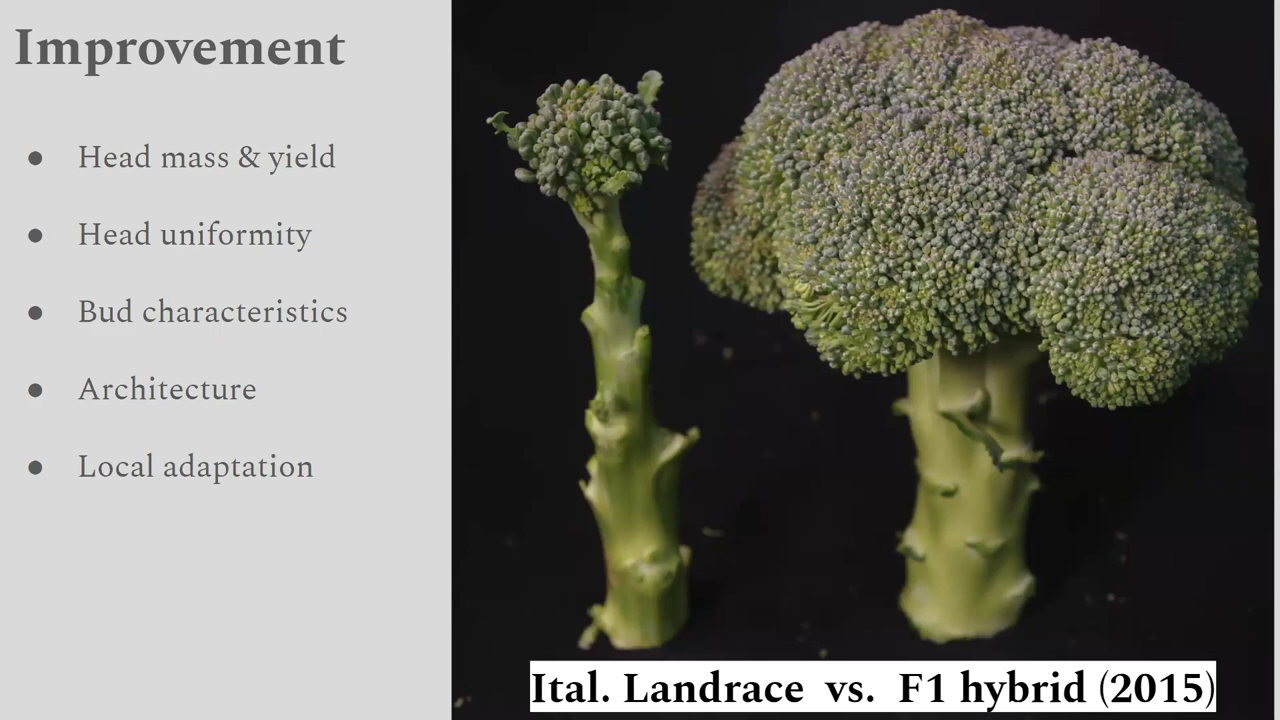 Improvement
● Head mass & yield
● Head uniformity
● Bud characteristics
● Architecture
● Local adaptation
Ital. Landrace vs. F1 hybrid (2015)